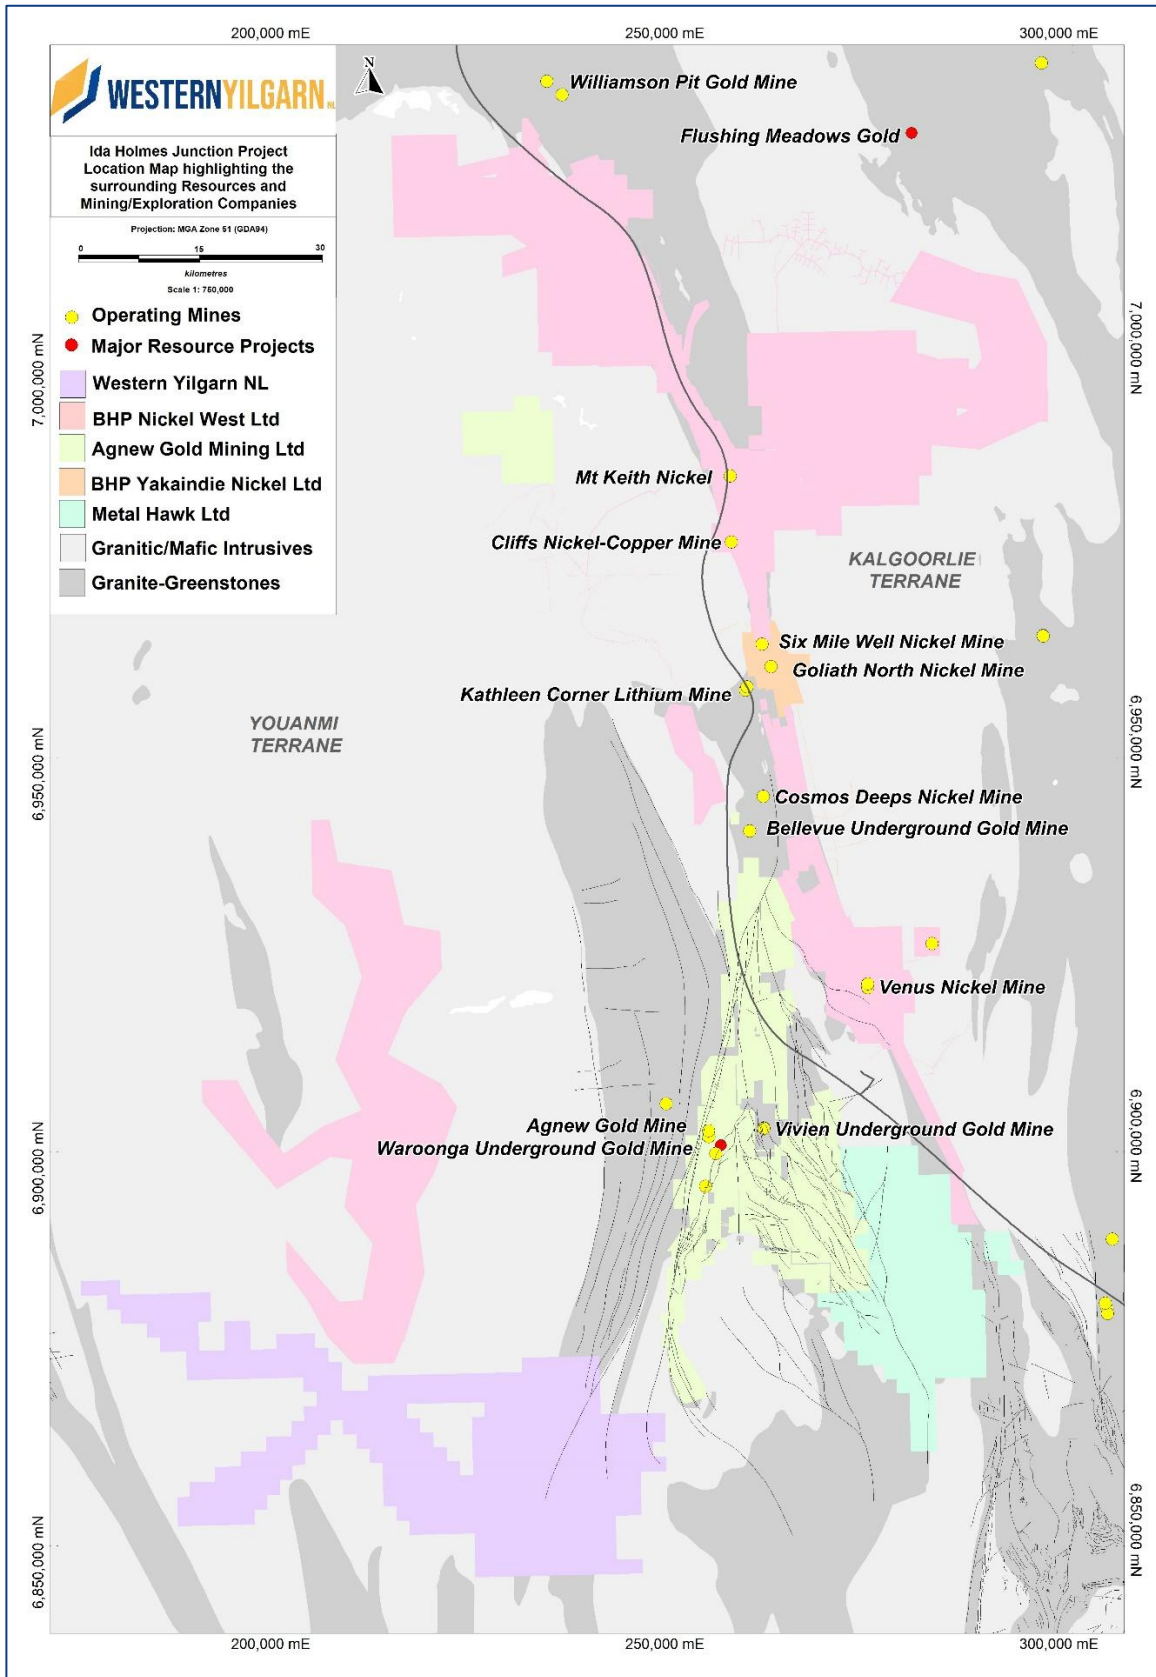 200,000 mE
250,000 mE
300,000 mE
WESTERNYILGARN NL
N
Ida Holmes Junction Project
Location Map highlighting the
surrounding Resources and
Mining/Exploration Companies
Projection: MGA Zone 51 (GDA94)
0 15 30
kilometres
Scale 1: 750,000
Operating Mines
Major Resource Projects
Western Yilgarn NL
BHP Nickel West Ltd
Agnew Gold Mining Ltd
BHP Yakaindie Nickel Ltd
Metal Hawk Ltd
Granitic/Mafic Intrusives
Granite-Greenstones
Williamson Pit Gold Mine
Flushing Meadows Gold
7,000,000 mN
7,000,000 mN
Mt Keith Nickel
Cliffs Nickel-Copper Mine
KALGOORLIE
TERRANE
Six Mile Well Nickel Mine
Goliath North Nickel Mine
Kathleen Corner Lithium Mine
YOUANMI
TERRANE
6,950,000 mN
6,950,000 mN
Cosmos Deeps Nickel Mine
Bellevue Underground Gold Mine
Venus Nickel Mine
Agnew Gold Mine
Vivien Underground Gold Mine
Waroonga Underground Gold Mine
6,900,000 mN
6,900,000 mN
6,850,000 mN
6,850,000 mN
200,000 mE
250,000 mE
300,000 mE